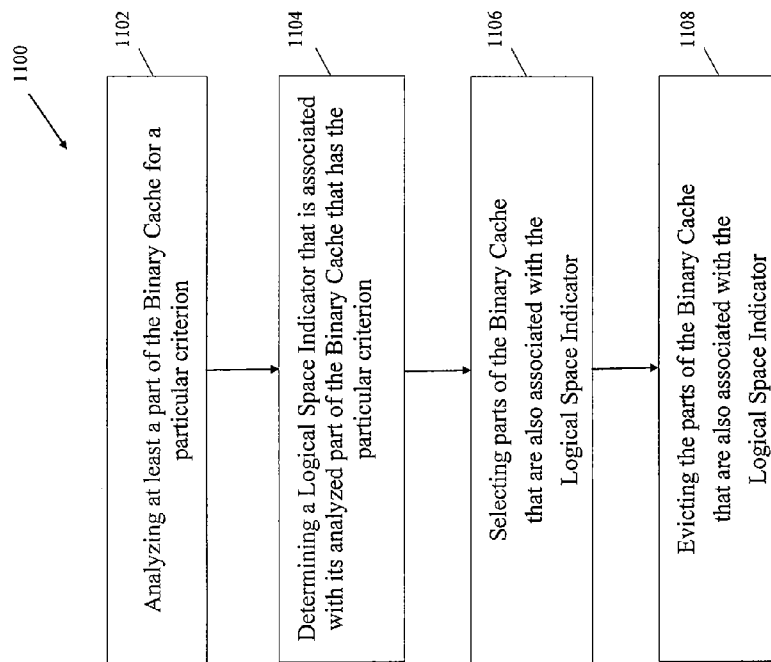 1100
1102
Analyzing at least a part of the Binary Cache for a
particular criterion
1104
Determining a Logical Space Indicator that is associated
with its analyzed part of the Binary Cache that has the
particular criterion
1106
Selecting parts of the Binary Cache
that are also associated with the
Logical Space Indicator
1108
Evicting the parts of the Binary Cache
that are also associated with the
Logical Space Indicator